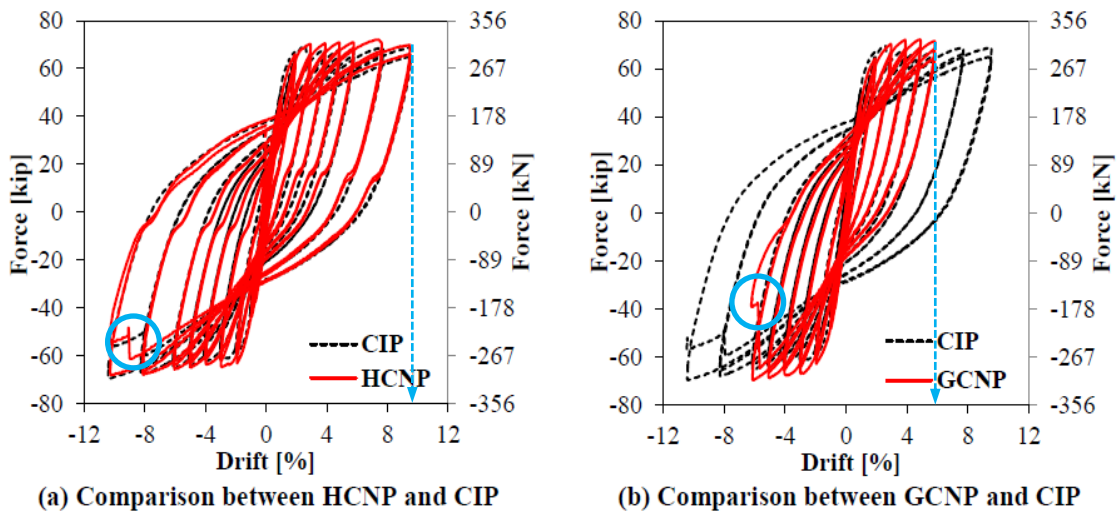 80
60
40
20
0
-20
-40
-60
-80
Force [kip]
356
267
178
89
0
-89
-178
-267
-356
Force [kN]
CIP
HCNP
-12 -8 -4 0 4 8 12
Drift [%]
(a) Comparison between HCNP and CIP
80
60
40
20
0
-20
-40
-60
-80
Force [kip]
356
267
178
89
0
-89
-178
-267
-356
Force [kN]
CIP
GCNP
-12 -8 -4 0 4 8 12
Drift [%]
(b) Comparison between GCNP and CIP